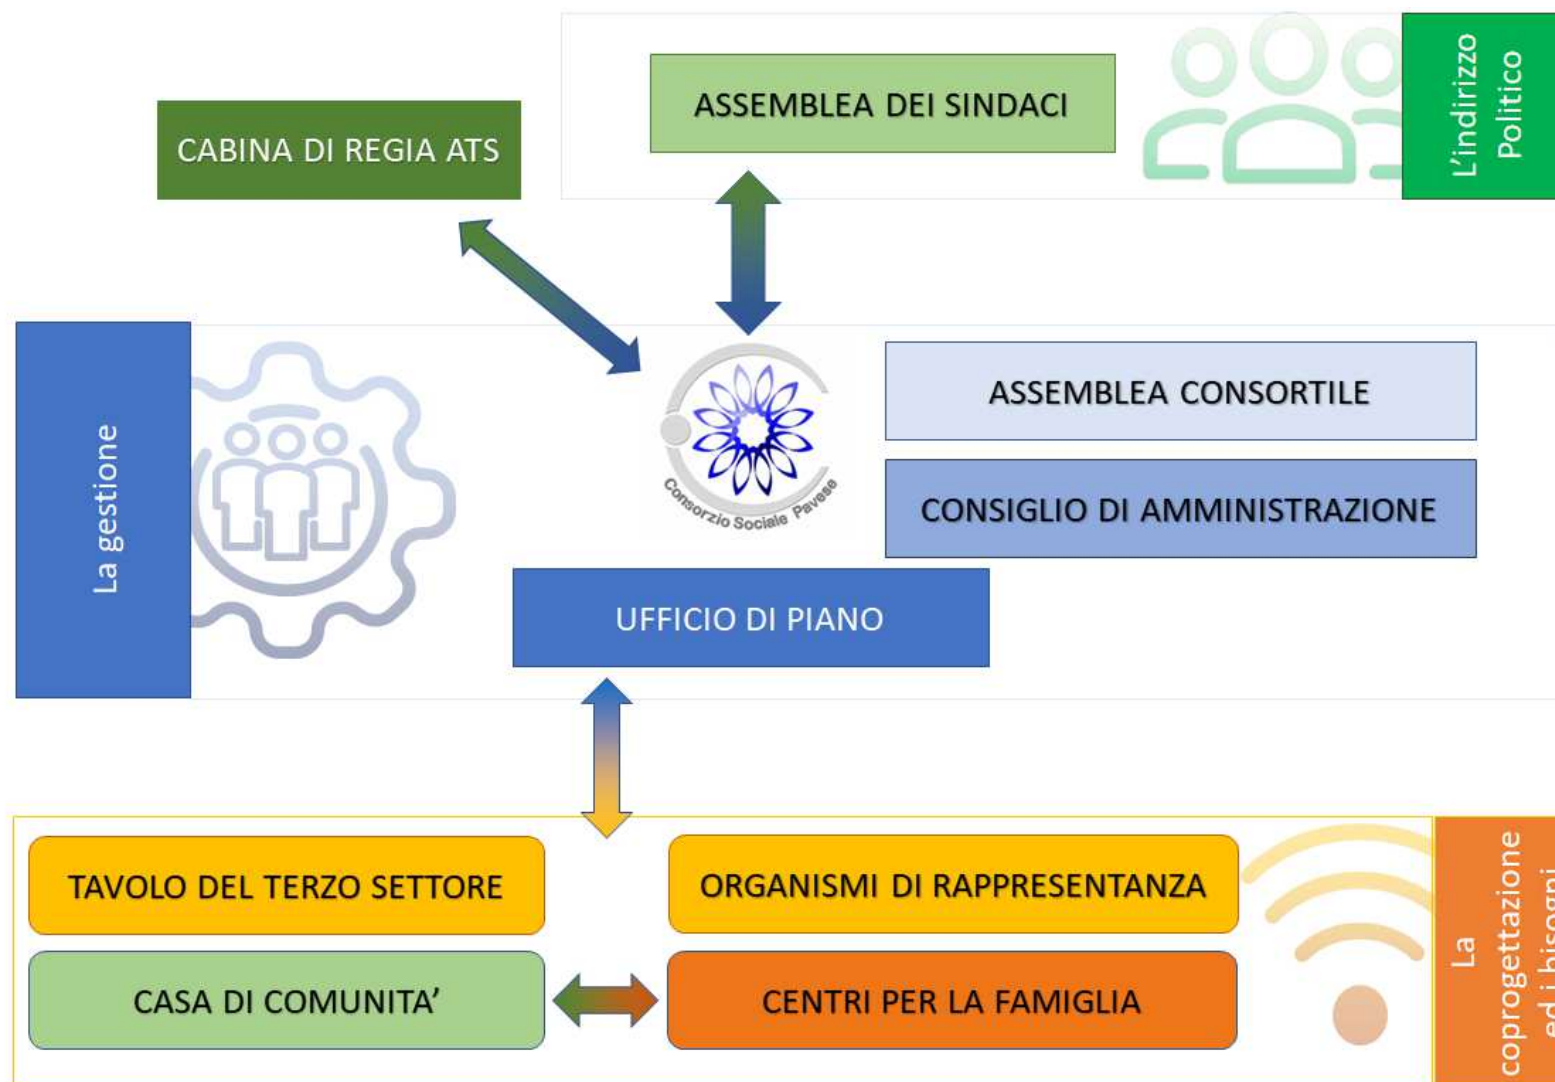 L'indirizzo
Politico
ASSEMBLEA DEI SINDACI
CABINA DI REGIA ATS
La gestione
Consorzio Sociale Pavese
ASSEMBLEA CONSORTILE
CONSIGLIO DI AMMINISTRAZIONE
UFFICIO DI PIANO
TAVOLO DEL TERZO SETTORE
ORGANISMI DI RAPPRESENTANZA
CASA DI COMUNITA’
CENTRI PER LA FAMIGLIA
La
coprogettazione
ed i bisogni